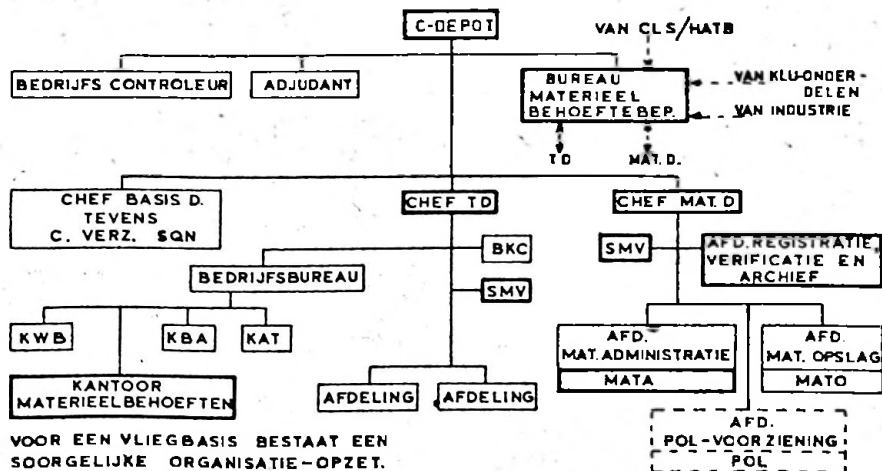 C-DEPOT
VAN CLS/HATB
BEDRIJFS CONTROLEUR
ADJUDANT
BUREAU
MATERIEEL
BEHOEFTEBEP.
VAN KLU-ONDER-
DELEN
VAN INDUSTRIE
TD
MAT. D.
CHEF BASIS D.
TEVENS
C. VERZ. SQN
CHEF TD
CHEF MAT. D
BKC
SMV
AFD. REGISTRATIE,
VERIFICATIE EN
ARCHIEF
BEDRIJFSBUREAU
SMV
KWB
KBA
KAT
AFD.
MAT. ADMINISTRATIE
MATA
AFD.
MAT. OPSLAG
MATO
KANTOOR
MATERIEELBEHOEFTEN
AFDELING
AFDELING
AFD.
POL-VOORZIENING
POL
VOOR EEN VLIEGBASIS BESTAAT EEN
SOORGELIJKE ORGANISATIE-OPZET.